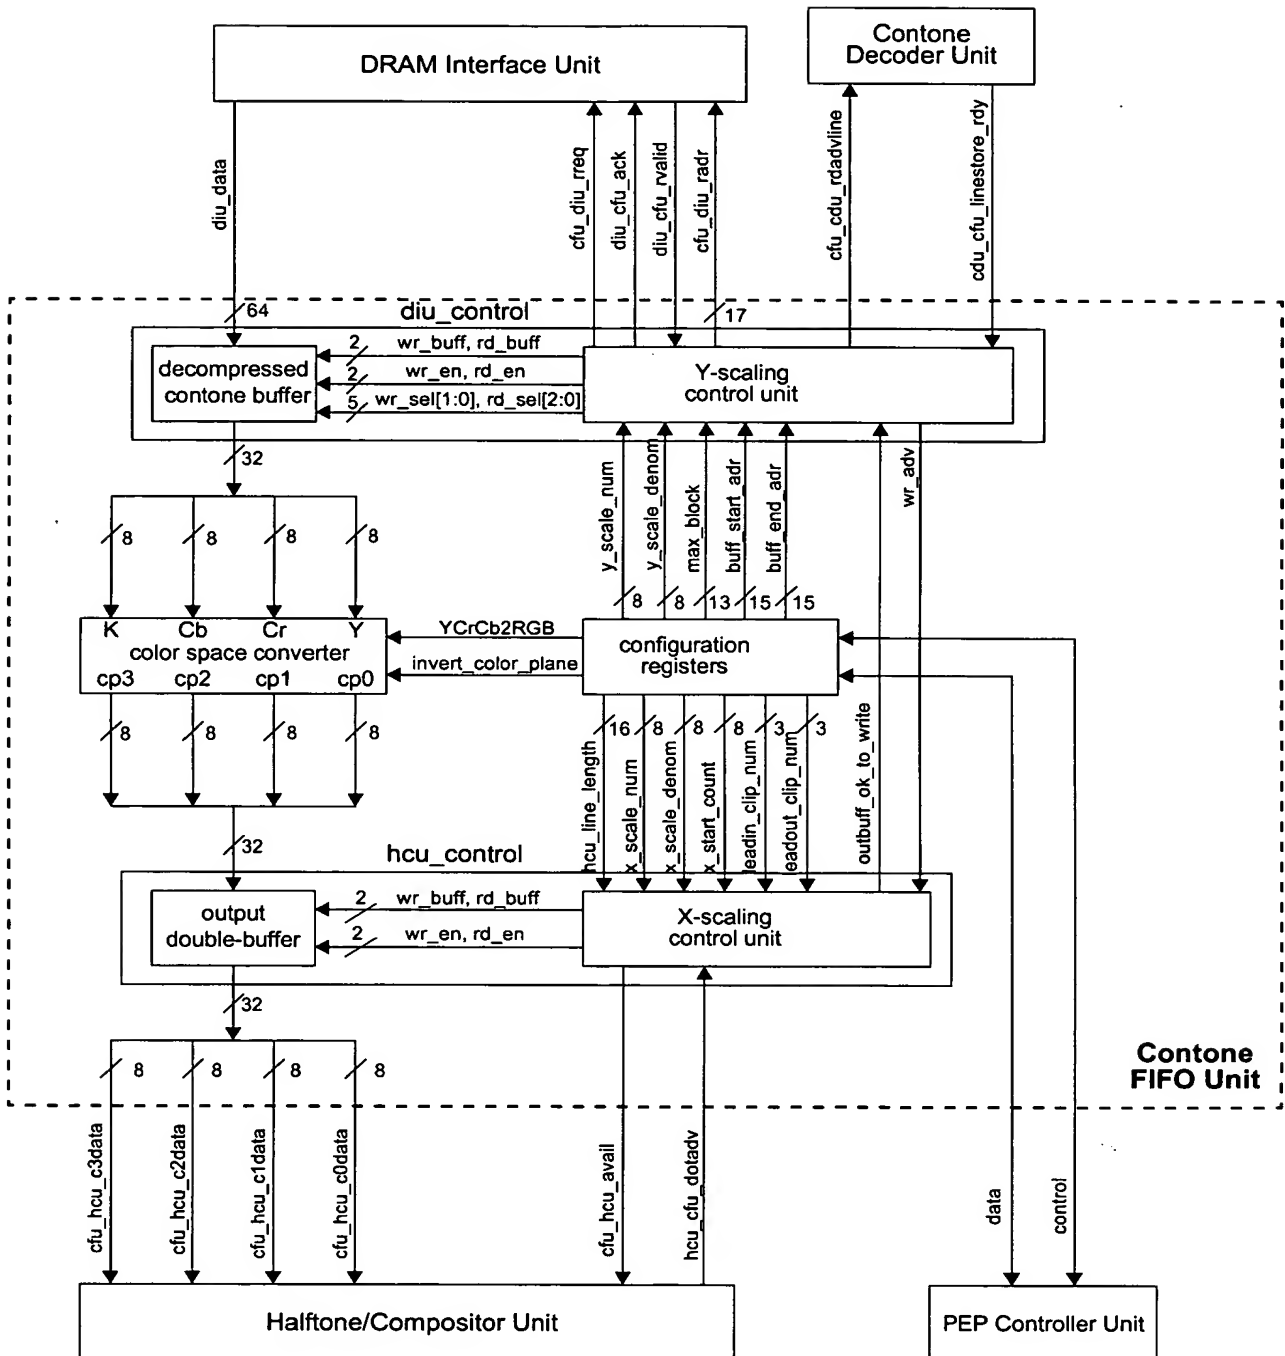 DRAM Interface Unit
Contone
Decoder Unit
diu_data
cfu_diu_rreq
diu_cfu_ack
diu_cfu_rvalid
cfu_diu_radr
cfu_cdu_rdadvline
cdu_cfu_linestore_rdy
64
diu_control
17
decompressed
contone buffer
2
wr_buff, rd_buff
2
wr_en, rd_en
5
wr_sel[1:0], rd_sel[2:0]
Y-scaling
control unit
32
y_scale_num
y_scale_denom
max_block
buff_start_adr
buff_end_adr
wr_adv
8
8
8
8
8
8
13
15
15
K
Cb
Cr
Y
color space converter
cp3
cp2
cp1
cp0
YCrCb2RGB
invert_color_plane
configuration
registers
8
8
8
8
16
8
8
8
3
3
hcu_line_length
x_scale_num
x_scale_denom
x_start_count
leadin_clip_num
leadout_clip_num
outbuff_ok_to_write
32
hcu_control
output
double-buffer
2
wr_buff, rd_buff
2
wr_en, rd_en
X-scaling
control unit
32
8
8
8
8
Contone
FIFO Unit
cfu_hcu_c3data
cfu_hcu_c2data
cfu_hcu_c1data
cfu_hcu_c0data
cfu_hcu_avail
hcu_cfu_dotadv
data
control
Halftone/Compositor Unit
PEP Controller Unit